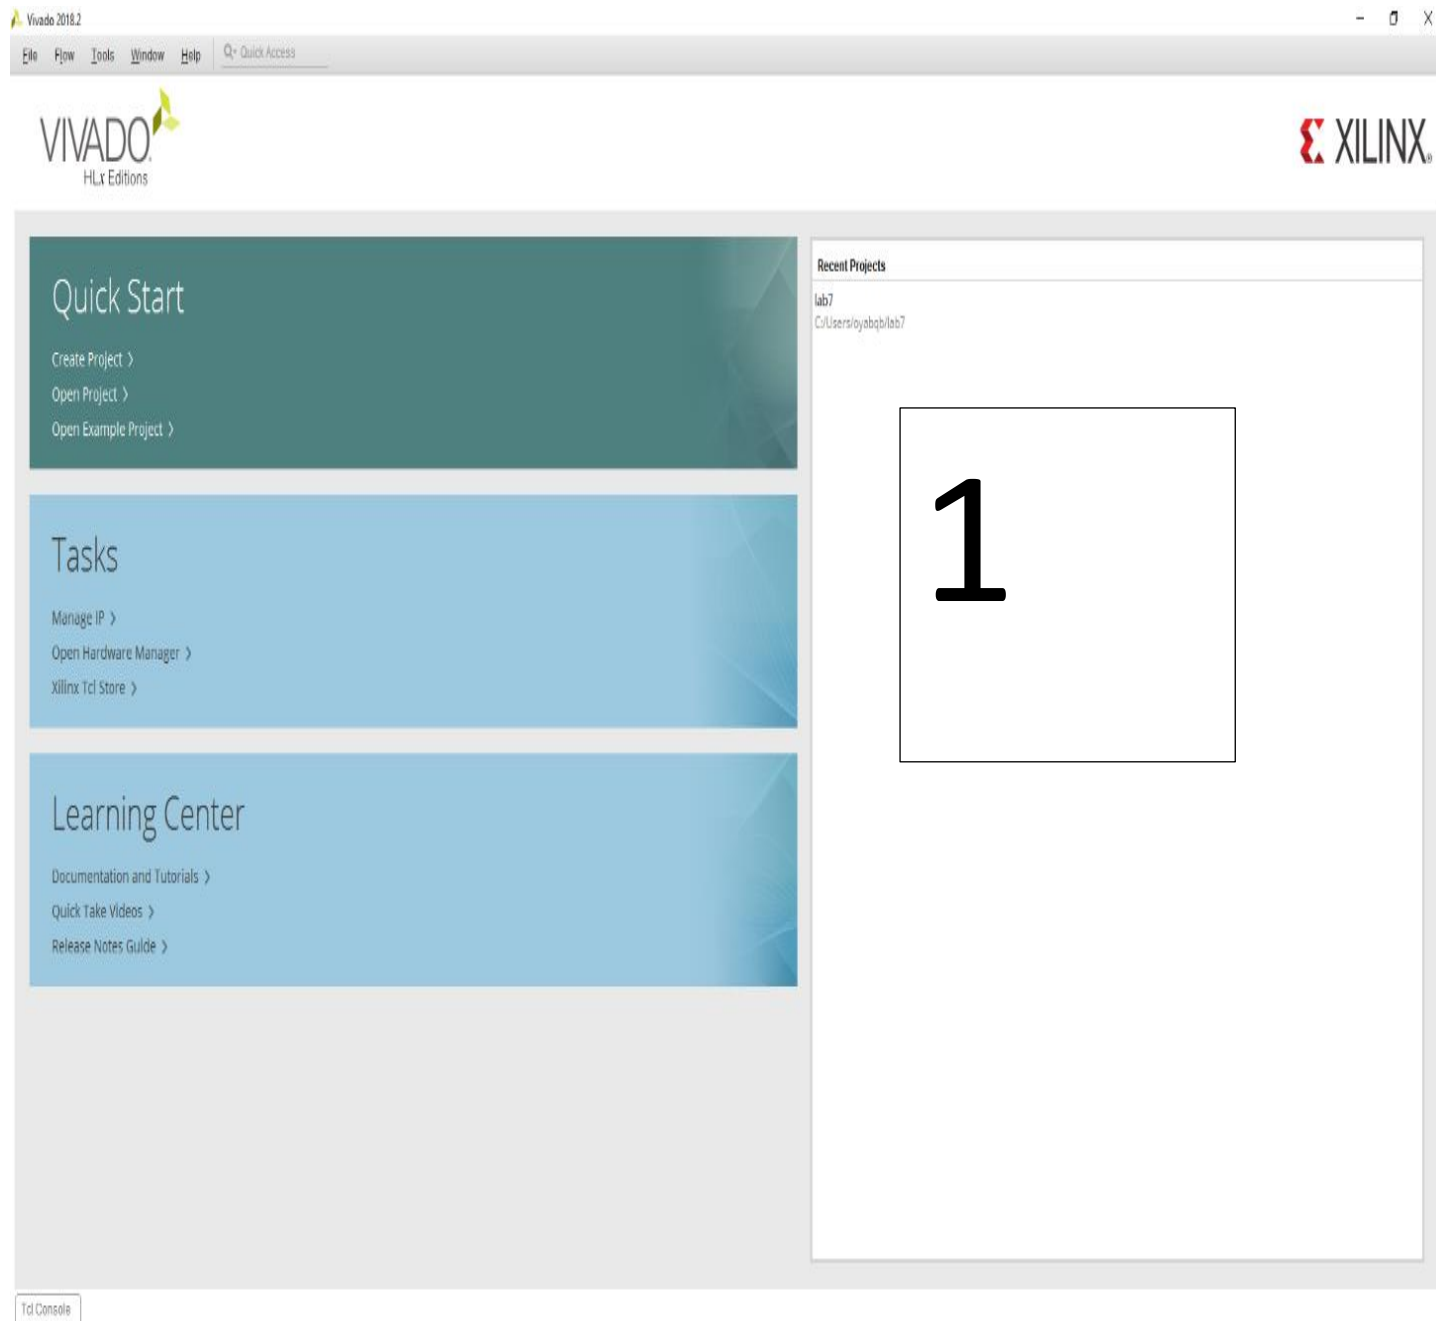 Vivado 2018.2
File Flow Tools Window Help Quick Access
VIVADO.
HLx Editions
XILINX®
Quick Start
Create Project >
Open Project >
Open Example Project >
Tasks
Manage IP >
Open Hardware Manager >
Xilinx Tcl Store >
Learning Center
Documentation and Tutorials >
Quick Take Videos >
Release Notes Guide >
Recent Projects
lab7
C:/Users/oyabqb/lab7
1
Tcl Console